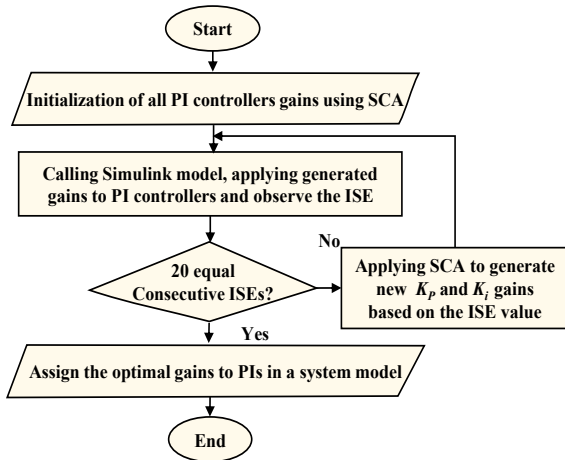 Start
Initialization of all PI controllers gains using SCA
Calling Simulink model, applying generated
gains to PI controllers and observe the ISE
20 equal
Consecutive ISEs?
No
Applying SCA to generate
new K_P and K_i gains
based on the ISE value
Yes
Assign the optimal gains to PIs in a system model
End